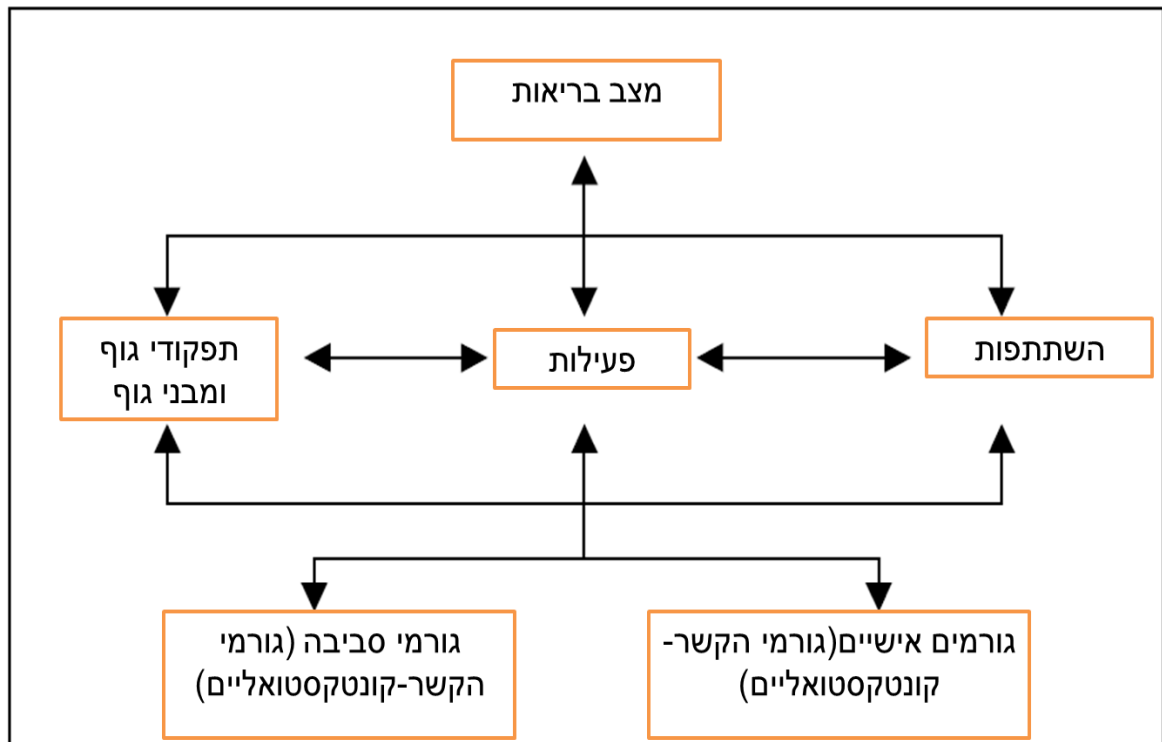 מצב בריאות
השתתפות
פעילות
תפקודי גוף
ומבני גוף
גורמים אישיים(גורמי הקשר-
קונטקסטואליים)
גורמי סביבה (גורמי
הקשר-קונטקסטואליים)